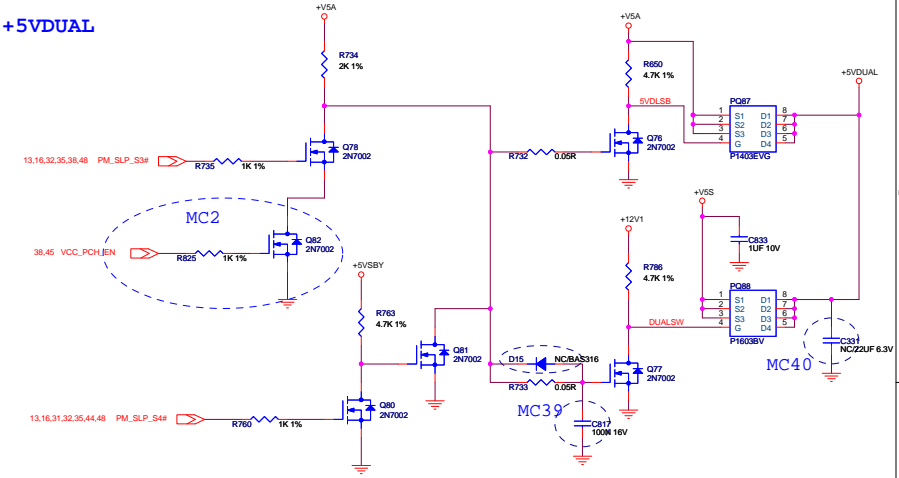 +5VDUAL
+V5A
R734
2K 1%
Q78
2N7002
13,16,32,35,38,48 PM_SLP_S3#
R735 1K 1%
MC2
38,45 VCC_PCH_EN
R825 1K 1%
Q82
2N7002
+5VSBY
R763
4.7K 1%
Q81
2N7002
Q80
2N7002
13,16,31,32,35,44,48 PM_SLP_S4#
R760 1K 1%
+V5A
R650
4.7K 1%
5VDLSB
Q76
2N7002
R732 0.05R
+5VDUAL
PQ87
1 S1 D1 8
2 S2 D2 7
3 S3 D3 6
4 G D4 5
P1403EVG
+V5S
C833
1UF 10V
+12V1
R786
4.7K 1%
PQ88
1 S1 D1 8
2 S2 D2 7
3 S3 D3 6
4 G D4 5
P1603BV
DUALSW
D15 NC/BAS316
R733 0.05R
Q77
2N7002
MC39
C817
100N 16V
C331
NC/22UF 6.3V
MC40